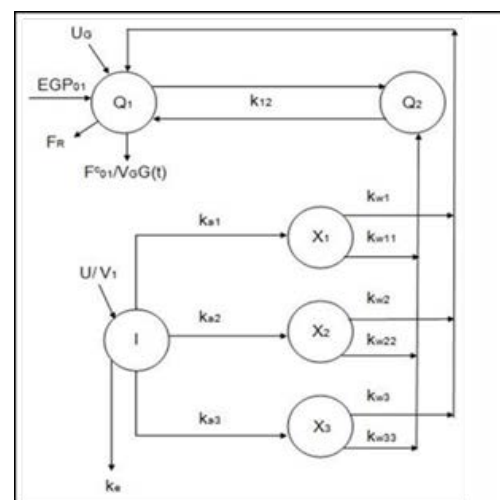 UG
EGP01
Q1
k12
Q2
FR
Fc01/VGG(t)
ka1
X1
kw1
kw11
U/V1
I
ka2
X2
kw2
kw22
ka3
X3
kw3
kw33
ke